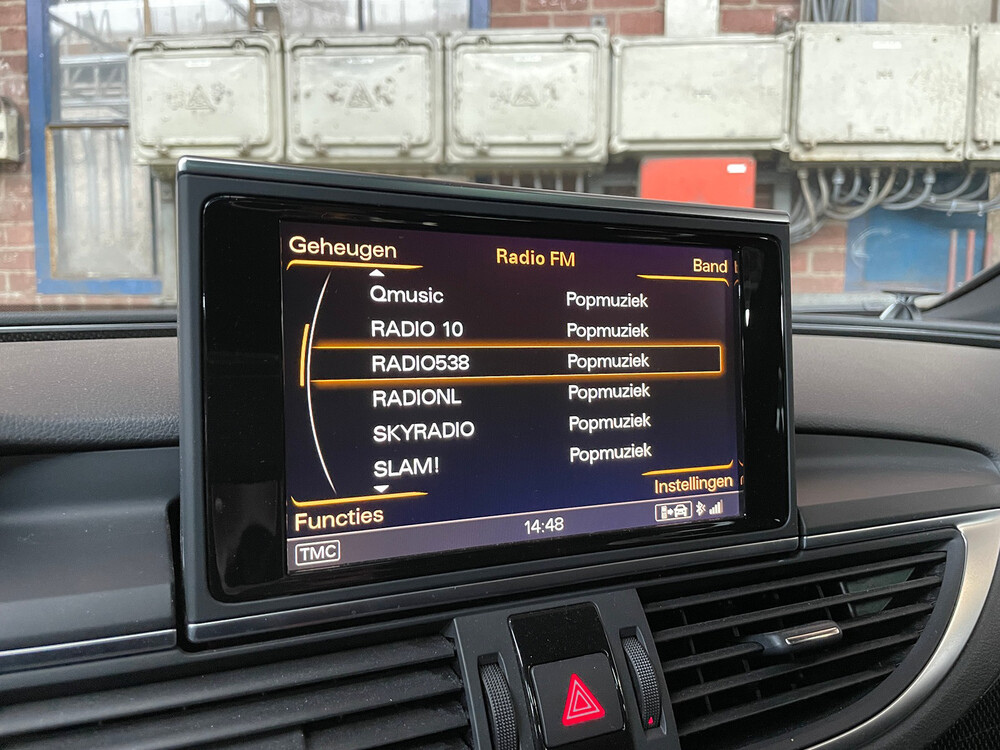 Geheugen
Radio FM
Band
Qmusic Popmuziek
RADIO 10 Popmuziek
RADIO538 Popmuziek
RADIONL Popmuziek
SKYRADIO Popmuziek
SLAM! Popmuziek
Instellingen
Functies
14:48
TMC